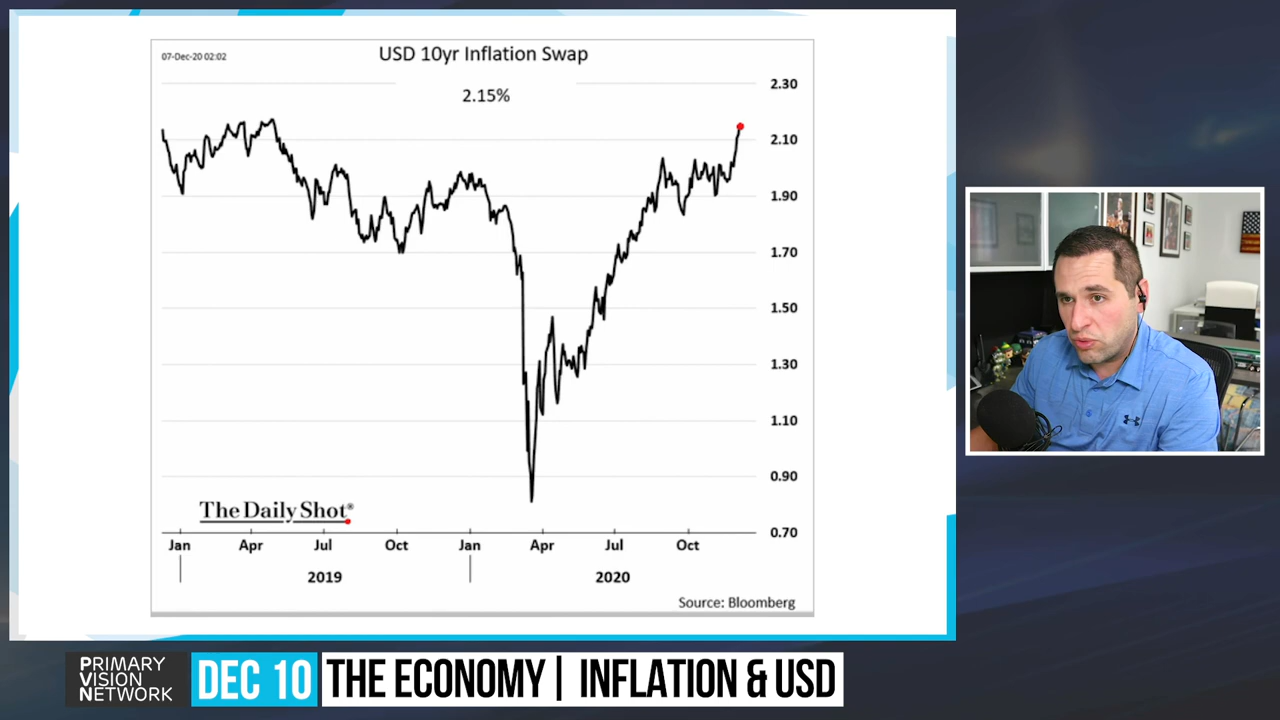 07-Dec-20 02:02
USD 10yr Inflation Swap
2.15%
2.30
2.10
1.90
1.70
1.50
1.30
1.10
0.90
0.70
The Daily Shot®
Jan Apr Jul Oct Jan Apr Jul Oct
2019 2020
Source: Bloomberg
PRIMARY
VISION
NETWORK
DEC 10 THE ECONOMY | INFLATION & USD